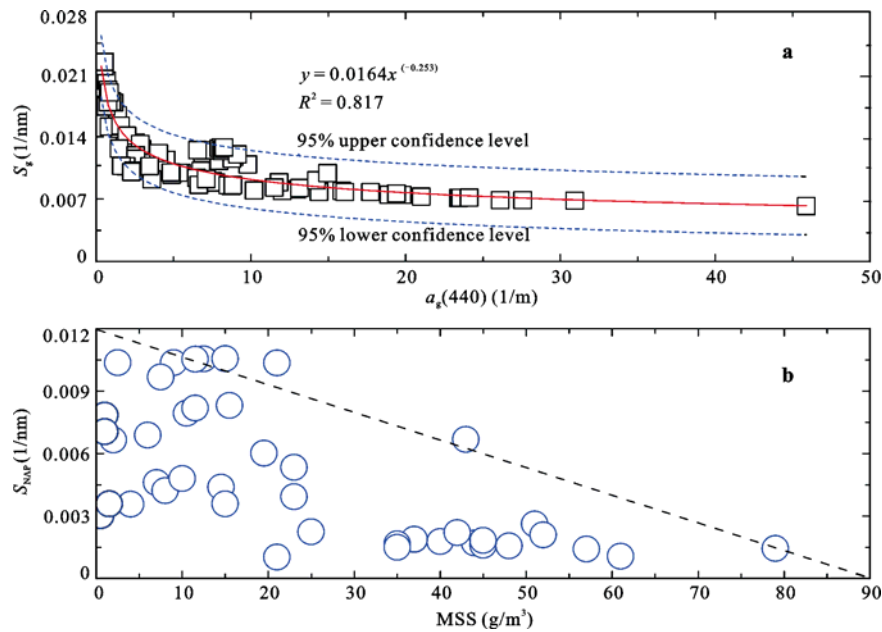 0.028
a
0.021
y = 0.0164x^(-0.253)
R² = 0.817
0.014
95% upper confidence level
S_g (1/nm)
0.007
95% lower confidence level
0
0 10 20 30 40 50
a_g(440) (1/m)
0.012
b
0.009
0.006
S_NAP (1/nm)
0.003
0
0 10 20 30 40 50 60 70 80 90
MSS (g/m³)